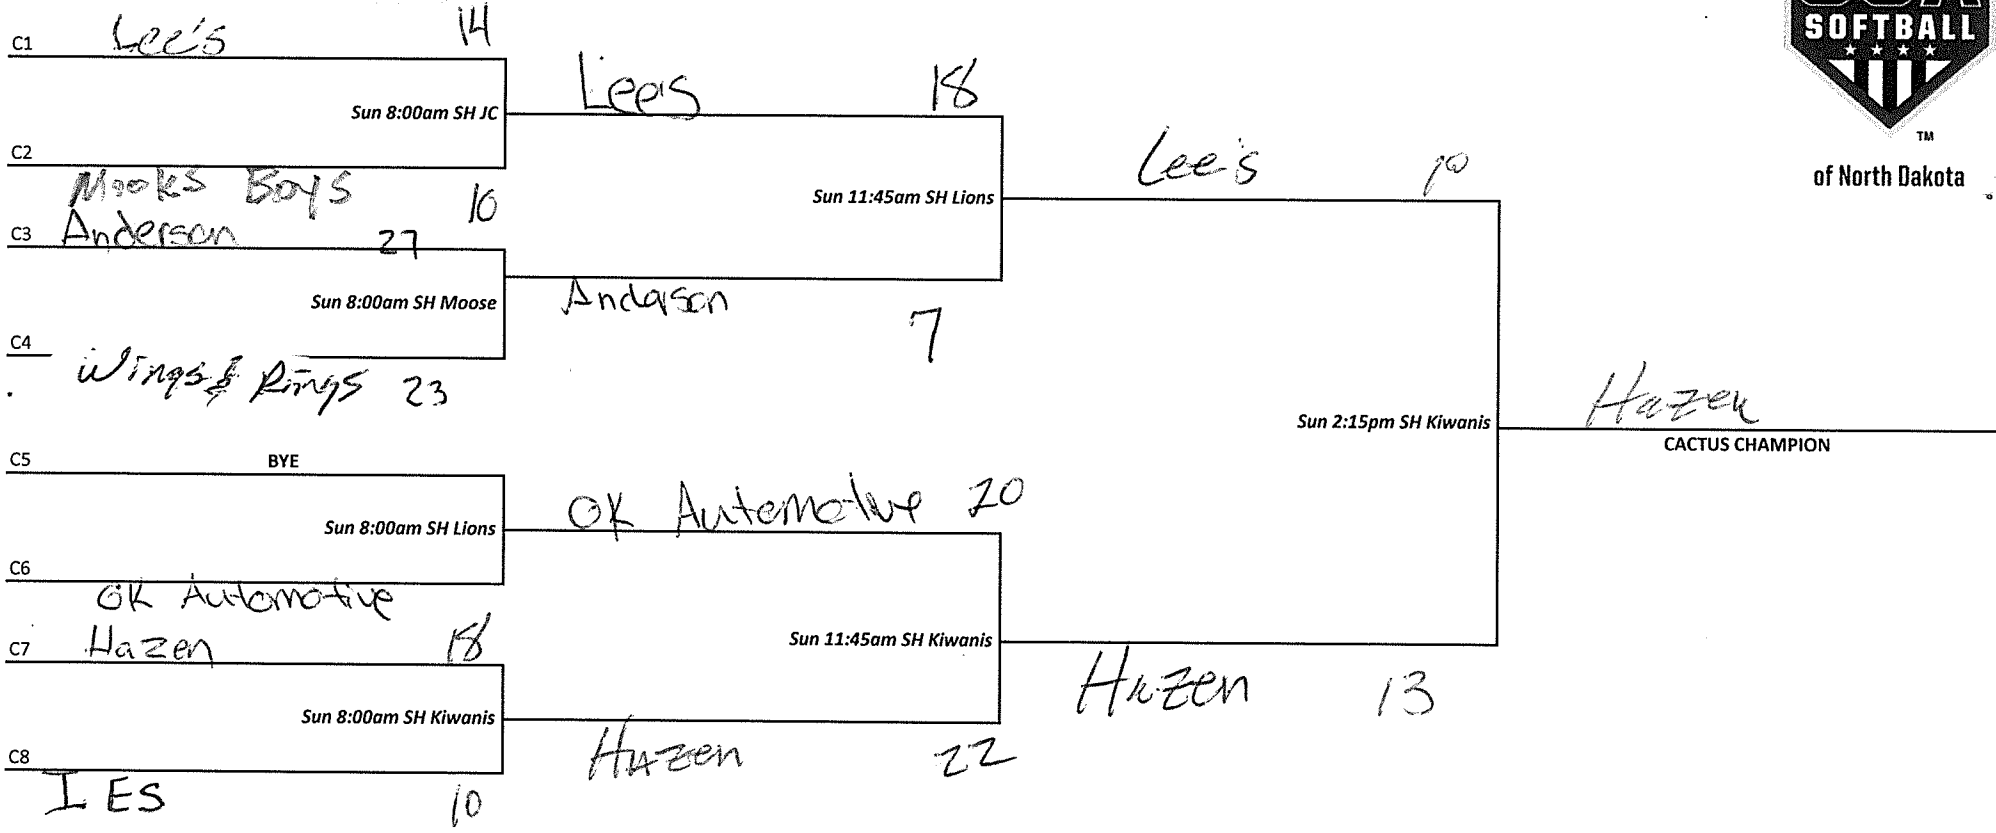 C1 Lee's 14
Sun 8:00am SH JC
C2
Mooks Boys 10
C3 Anderson 27
Sun 8:00am SH Moose
C4
Wings & Rings 23
C5 BYE
Sun 8:00am SH Lions
C6
OK Automotive
C7 Hazen 18
Sun 8:00am SH Kiwanis
C8
IES 10
Lees 18
Sun 11:45am SH Lions
Anderson 7
OK Automotive 20
Sun 11:45am SH Kiwanis
Hazen 22
Lee's 10
Sun 2:15pm SH Kiwanis
Hazen 13
Hazen
CACTUS CHAMPION
SOFTBALL
TM
of North Dakota